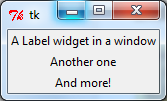 tk
A Label widget in a window
Another one
And more!